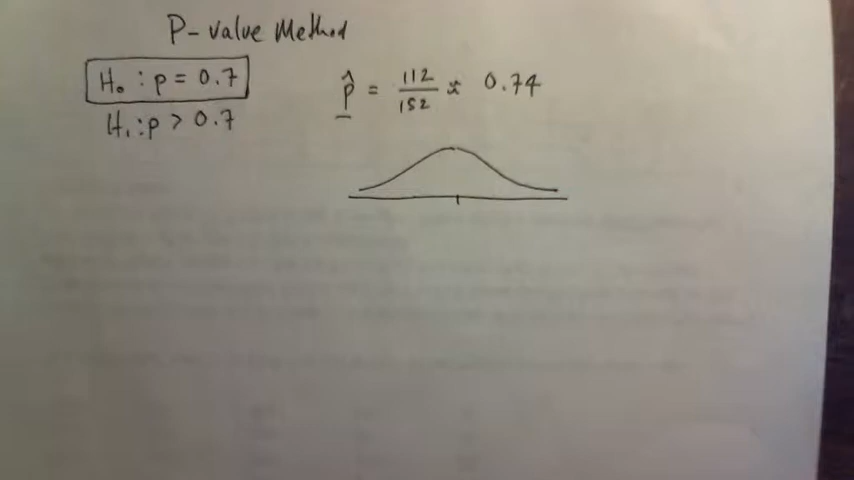 P-value Method
H₀ : p = 0.7
H₁ : p > 0.7
p̂ = 112/152 ≈ 0.74